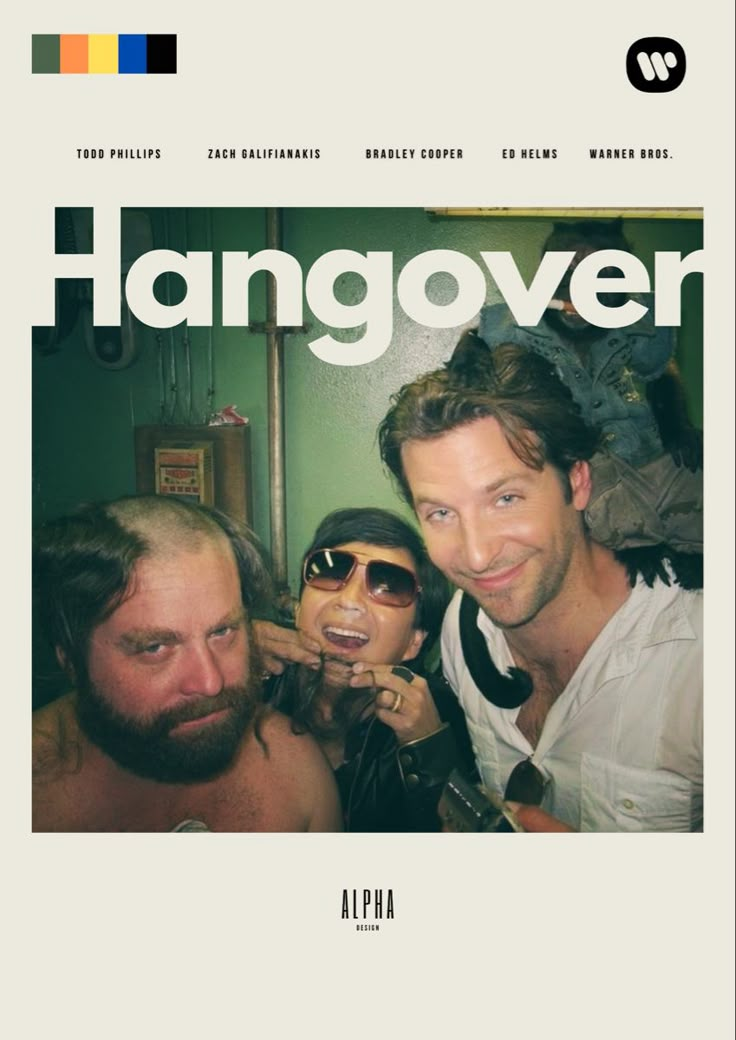 TODD PHILLIPS ZACH GALIFIANAKIS BRADLEY COOPER ED HELMS WARNER BROS.
Hangover
ALPHA
DESIGN